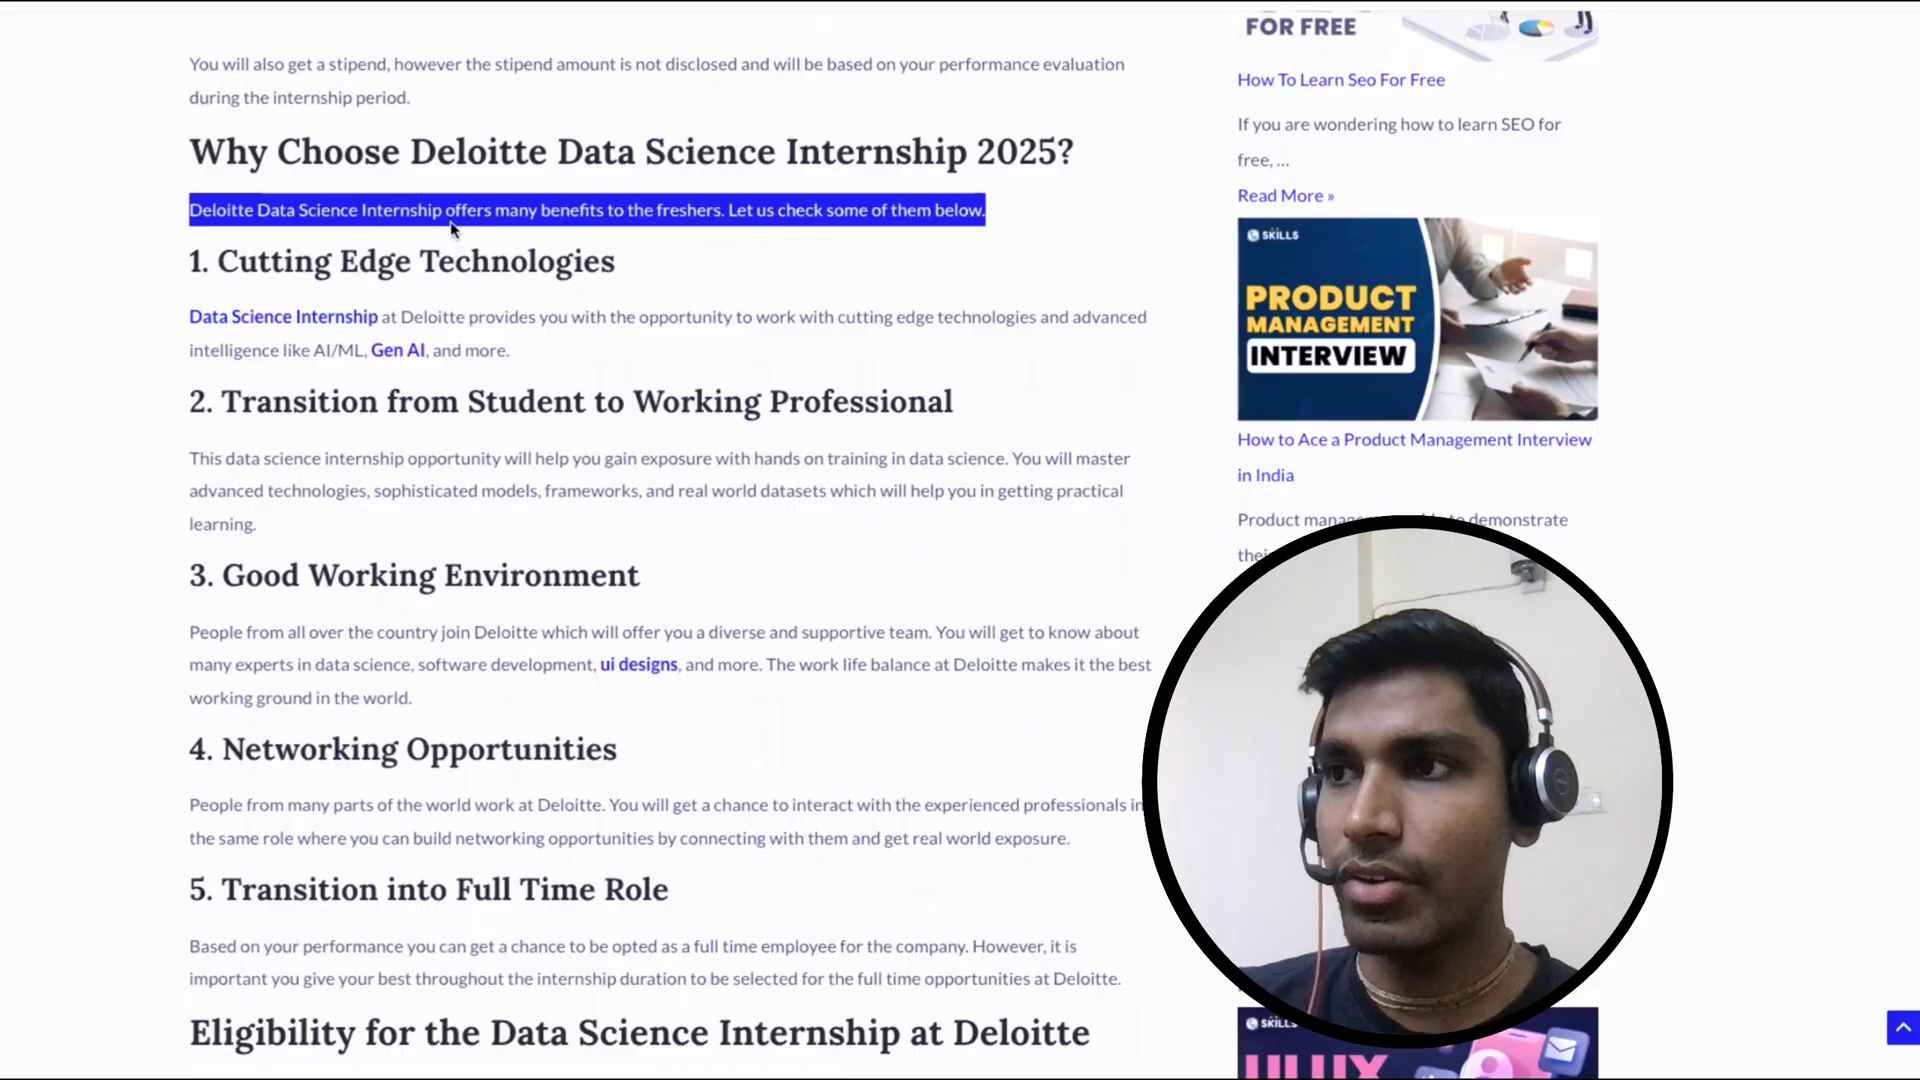 You will also get a stipend, however the stipend amount is not disclosed and will be based on your performance evaluation
during the internship period.
Why Choose Deloitte Data Science Internship 2025?
Deloitte Data Science Internship offers many benefits to the freshers. Let us check some of them below.
1. Cutting Edge Technologies
Data Science Internship at Deloitte provides you with the opportunity to work with cutting edge technologies and advanced
intelligence like AI/ML, Gen AI, and more.
2. Transition from Student to Working Professional
This data science internship opportunity will help you gain exposure with hands on training in data science. You will master
advanced technologies, sophisticated models, frameworks, and real world datasets which will help you in getting practical
learning.
3. Good Working Environment
People from all over the country join Deloitte which will offer you a diverse and supportive team. You will get to know about
many experts in data science, software development, ui designs, and more. The work life balance at Deloitte makes it the best
working ground in the world.
4. Networking Opportunities
People from many parts of the world work at Deloitte. You will get a chance to interact with the experienced professionals in
the same role where you can build networking opportunities by connecting with them and get real world exposure.
5. Transition into Full Time Role
Based on your performance you can get a chance to be opted as a full time employee for the company. However, it is
important you give your best throughout the internship duration to be selected for the full time opportunities at Deloitte.
Eligibility for the Data Science Internship at Deloitte
FOR FREE
How To Learn Seo For Free
If you are wondering how to learn SEO for
free, ...
Read More »
SKILLS
PRODUCT
MANAGEMENT
INTERVIEW
How to Ace a Product Management Interview
in India
Product demonstrate
SKILLS
UI UX